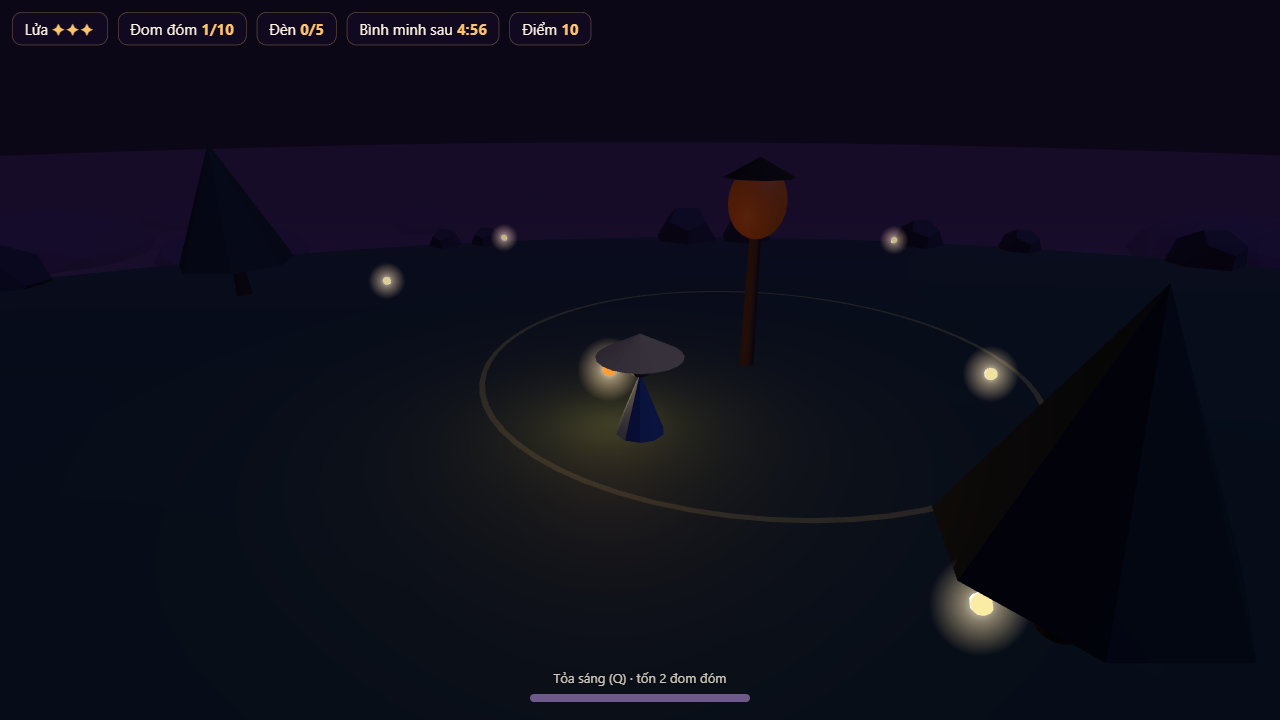 Lửa ✦✦✦
Đom đóm 1/10
Đèn 0/5
Bình minh sau 4:56
Điểm 10
Tỏa sáng (Q) · tốn 2 đom đóm